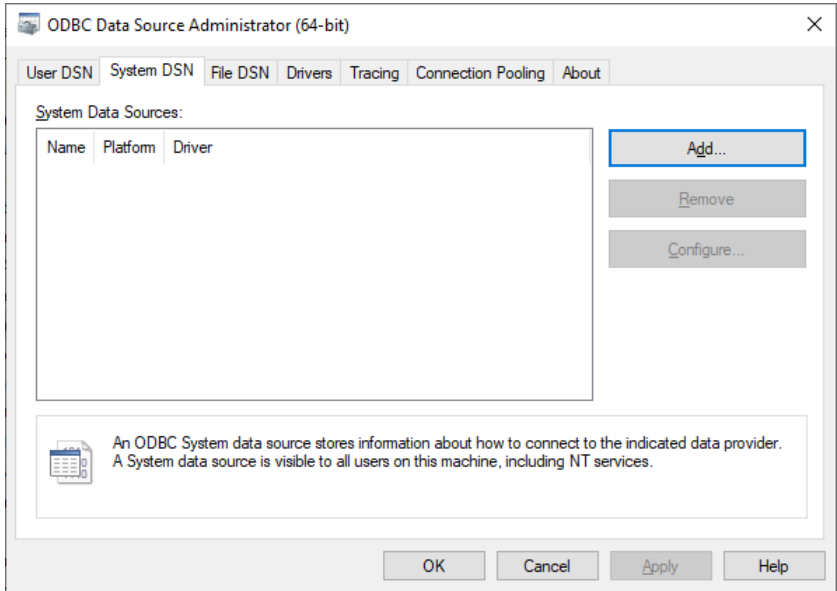 ODBC Data Source Administrator (64-bit)
User DSN System DSN File DSN Drivers Tracing Connection Pooling About
System Data Sources:
Name Platform Driver
Add...
Remove
Configure...
An ODBC System data source stores information about how to connect to the indicated data provider.
A System data source is visible to all users on this machine, including NT services.
OK Cancel Apply Help